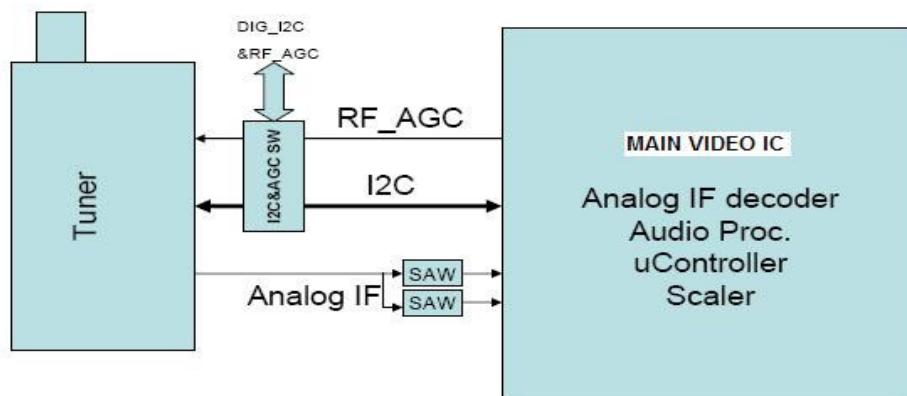 DIG_I2C
&RF_AGC
Tuner
I2C&AGC SW
RF_AGC
I2C
Analog IF
SAW
SAW
MAIN VIDEO IC
Analog IF decoder
Audio Proc.
uController
Scaler